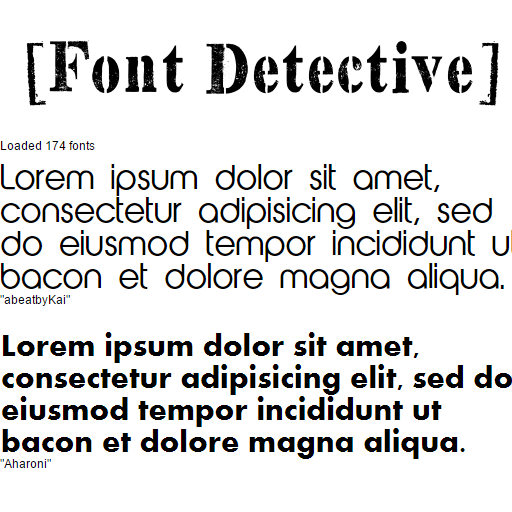 [Font Detective]
Loaded 174 fonts
Lorem ipsum dolor sit amet,
consectetur adipisicing elit, sed
do eiusmod tempor incididunt ut
bacon et dolore magna aliqua.
"abeatbyKai"
Lorem ipsum dolor sit amet,
consectetur adipisicing elit, sed do
eiusmod tempor incididunt ut
bacon et dolore magna aliqua.
"Aharoni"